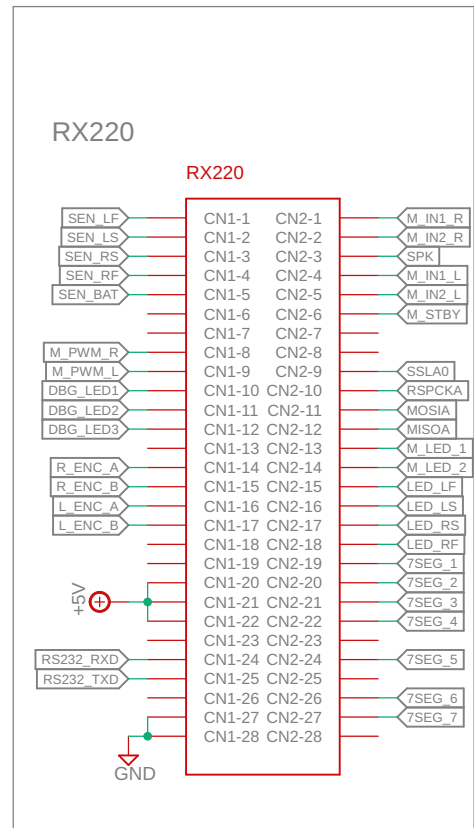 RX220
RX220
SEN_LF CN1-1 CN2-1 M_IN1_R
SEN_LS CN1-2 CN2-2 M_IN2_R
SEN_RS CN1-3 CN2-3 SPK
SEN_RF CN1-4 CN2-4 M_IN1_L
SEN_BAT CN1-5 CN2-5 M_IN2_L
CN1-6 CN2-6 M_STBY
CN1-7 CN2-7
M_PWM_R CN1-8 CN2-8
M_PWM_L CN1-9 CN2-9 SSLA0
DBG_LED1 CN1-10 CN2-10 RSPCKA
DBG_LED2 CN1-11 CN2-11 MOSIA
DBG_LED3 CN1-12 CN2-12 MISOA
CN1-13 CN2-13 M_LED_1
R_ENC_A CN1-14 CN2-14 M_LED_2
R_ENC_B CN1-15 CN2-15 LED_LF
L_ENC_A CN1-16 CN2-16 LED_LS
L_ENC_B CN1-17 CN2-17 LED_RS
CN1-18 CN2-18 LED_RF
CN1-19 CN2-19 7SEG_1
CN1-20 CN2-20 7SEG_2
+5V CN1-21 CN2-21 7SEG_3
CN1-22 CN2-22 7SEG_4
CN1-23 CN2-23
RS232_RXD CN1-24 CN2-24 7SEG_5
RS232_TXD CN1-25 CN2-25
CN1-26 CN2-26 7SEG_6
CN1-27 CN2-27 7SEG_7
CN1-28 CN2-28
GND